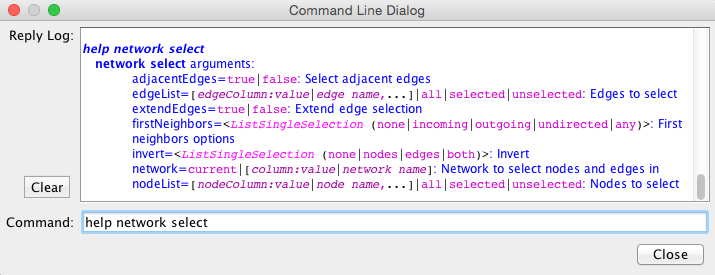 Command Line Dialog
Reply Log:
help network select
network select arguments:
adjacentEdges=true|false: Select adjacent edges
edgeList=[edgeColumn:value|edge name,...]|all|selected|unselected: Edges to select
extendEdges=true|false: Extend edge selection
firstNeighbors=<ListSingleSelection (none|incoming|outgoing|undirected|any)>: First
neighbors options
invert=<ListSingleSelection (none|nodes|edges|both)>: Invert
network=current|[column:value|network name]: Network to select nodes and edges in
nodeList=[nodeColumn:value|node name,...]|all|selected|unselected: Nodes to select
Clear
Command: help network select
Close